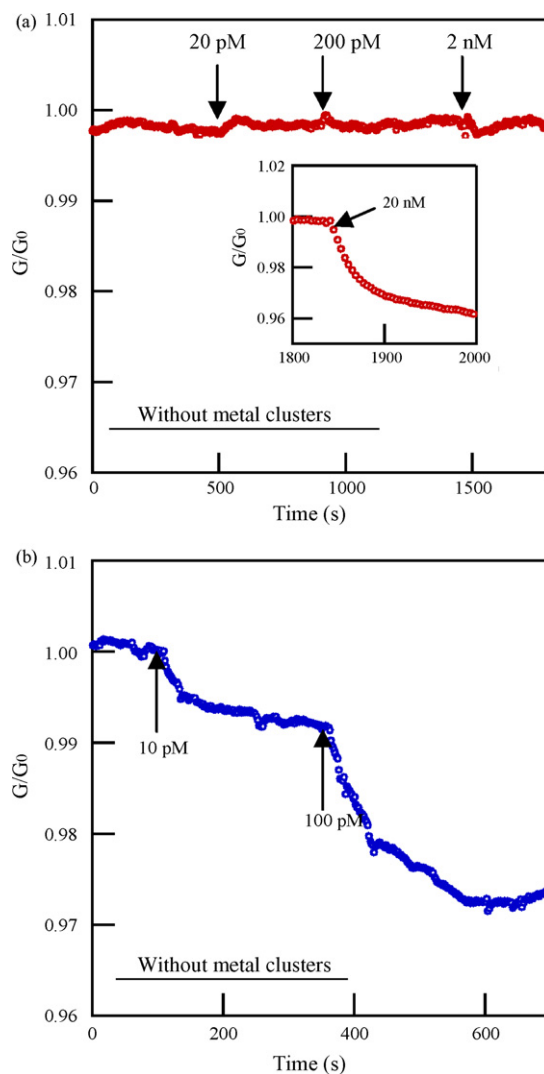 (a)
1.01
20 pM 200 pM 2 nM
1.00
1.02
20 nM
1.00
0.99
G/G0
G/G0
0.98
0.98
0.96
1800 1900 2000
0.97
Without metal clusters
0.96
0 500 1000 1500
Time (s)
(b)
1.01
1.00
10 pM
0.99
G/G0
100 pM
0.98
0.97
Without metal clusters
0.96
0 200 400 600
Time (s)